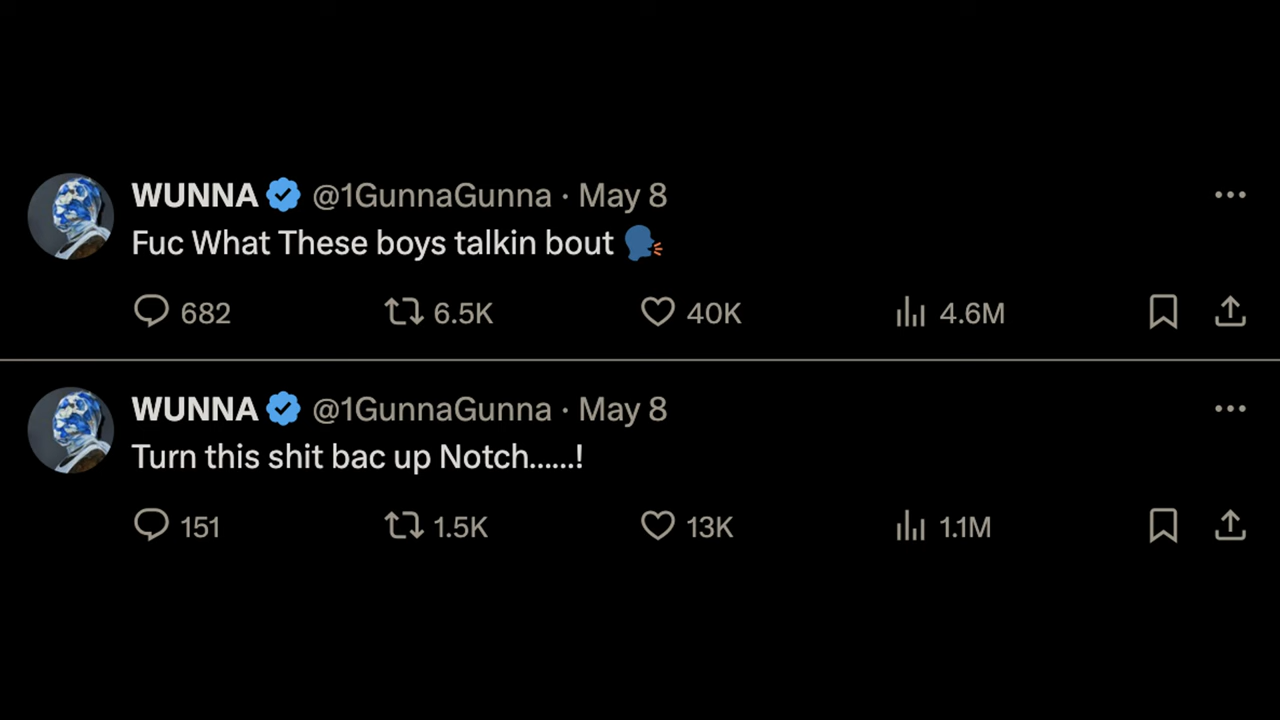 WUNNA @1GunnaGunna · May 8
Fuc What These boys talkin bout 🗣
682 6.5K 40K 4.6M
WUNNA @1GunnaGunna · May 8
Turn this shit bac up Notch......!
151 1.5K 13K 1.1M